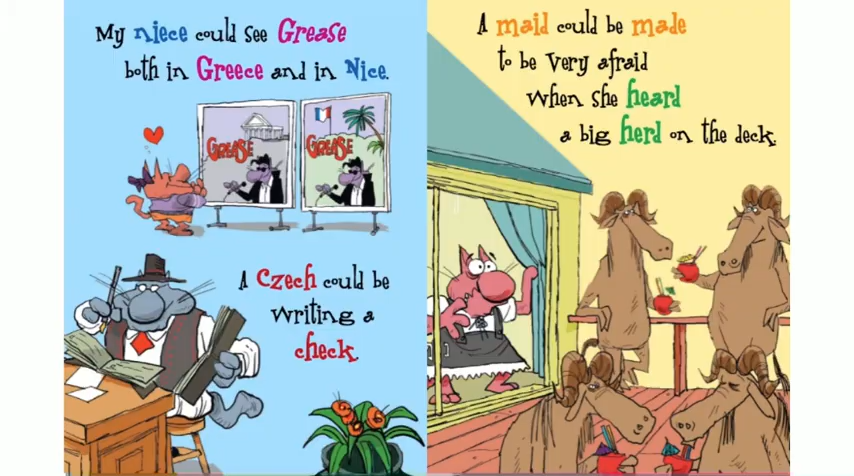 My niece could see Grease
both in Greece and in Nice.
GREASE
GREASE
A Czech could be
writing a
check.
A maid could be made
to be very afraid
when she heard
a big herd on the deck.